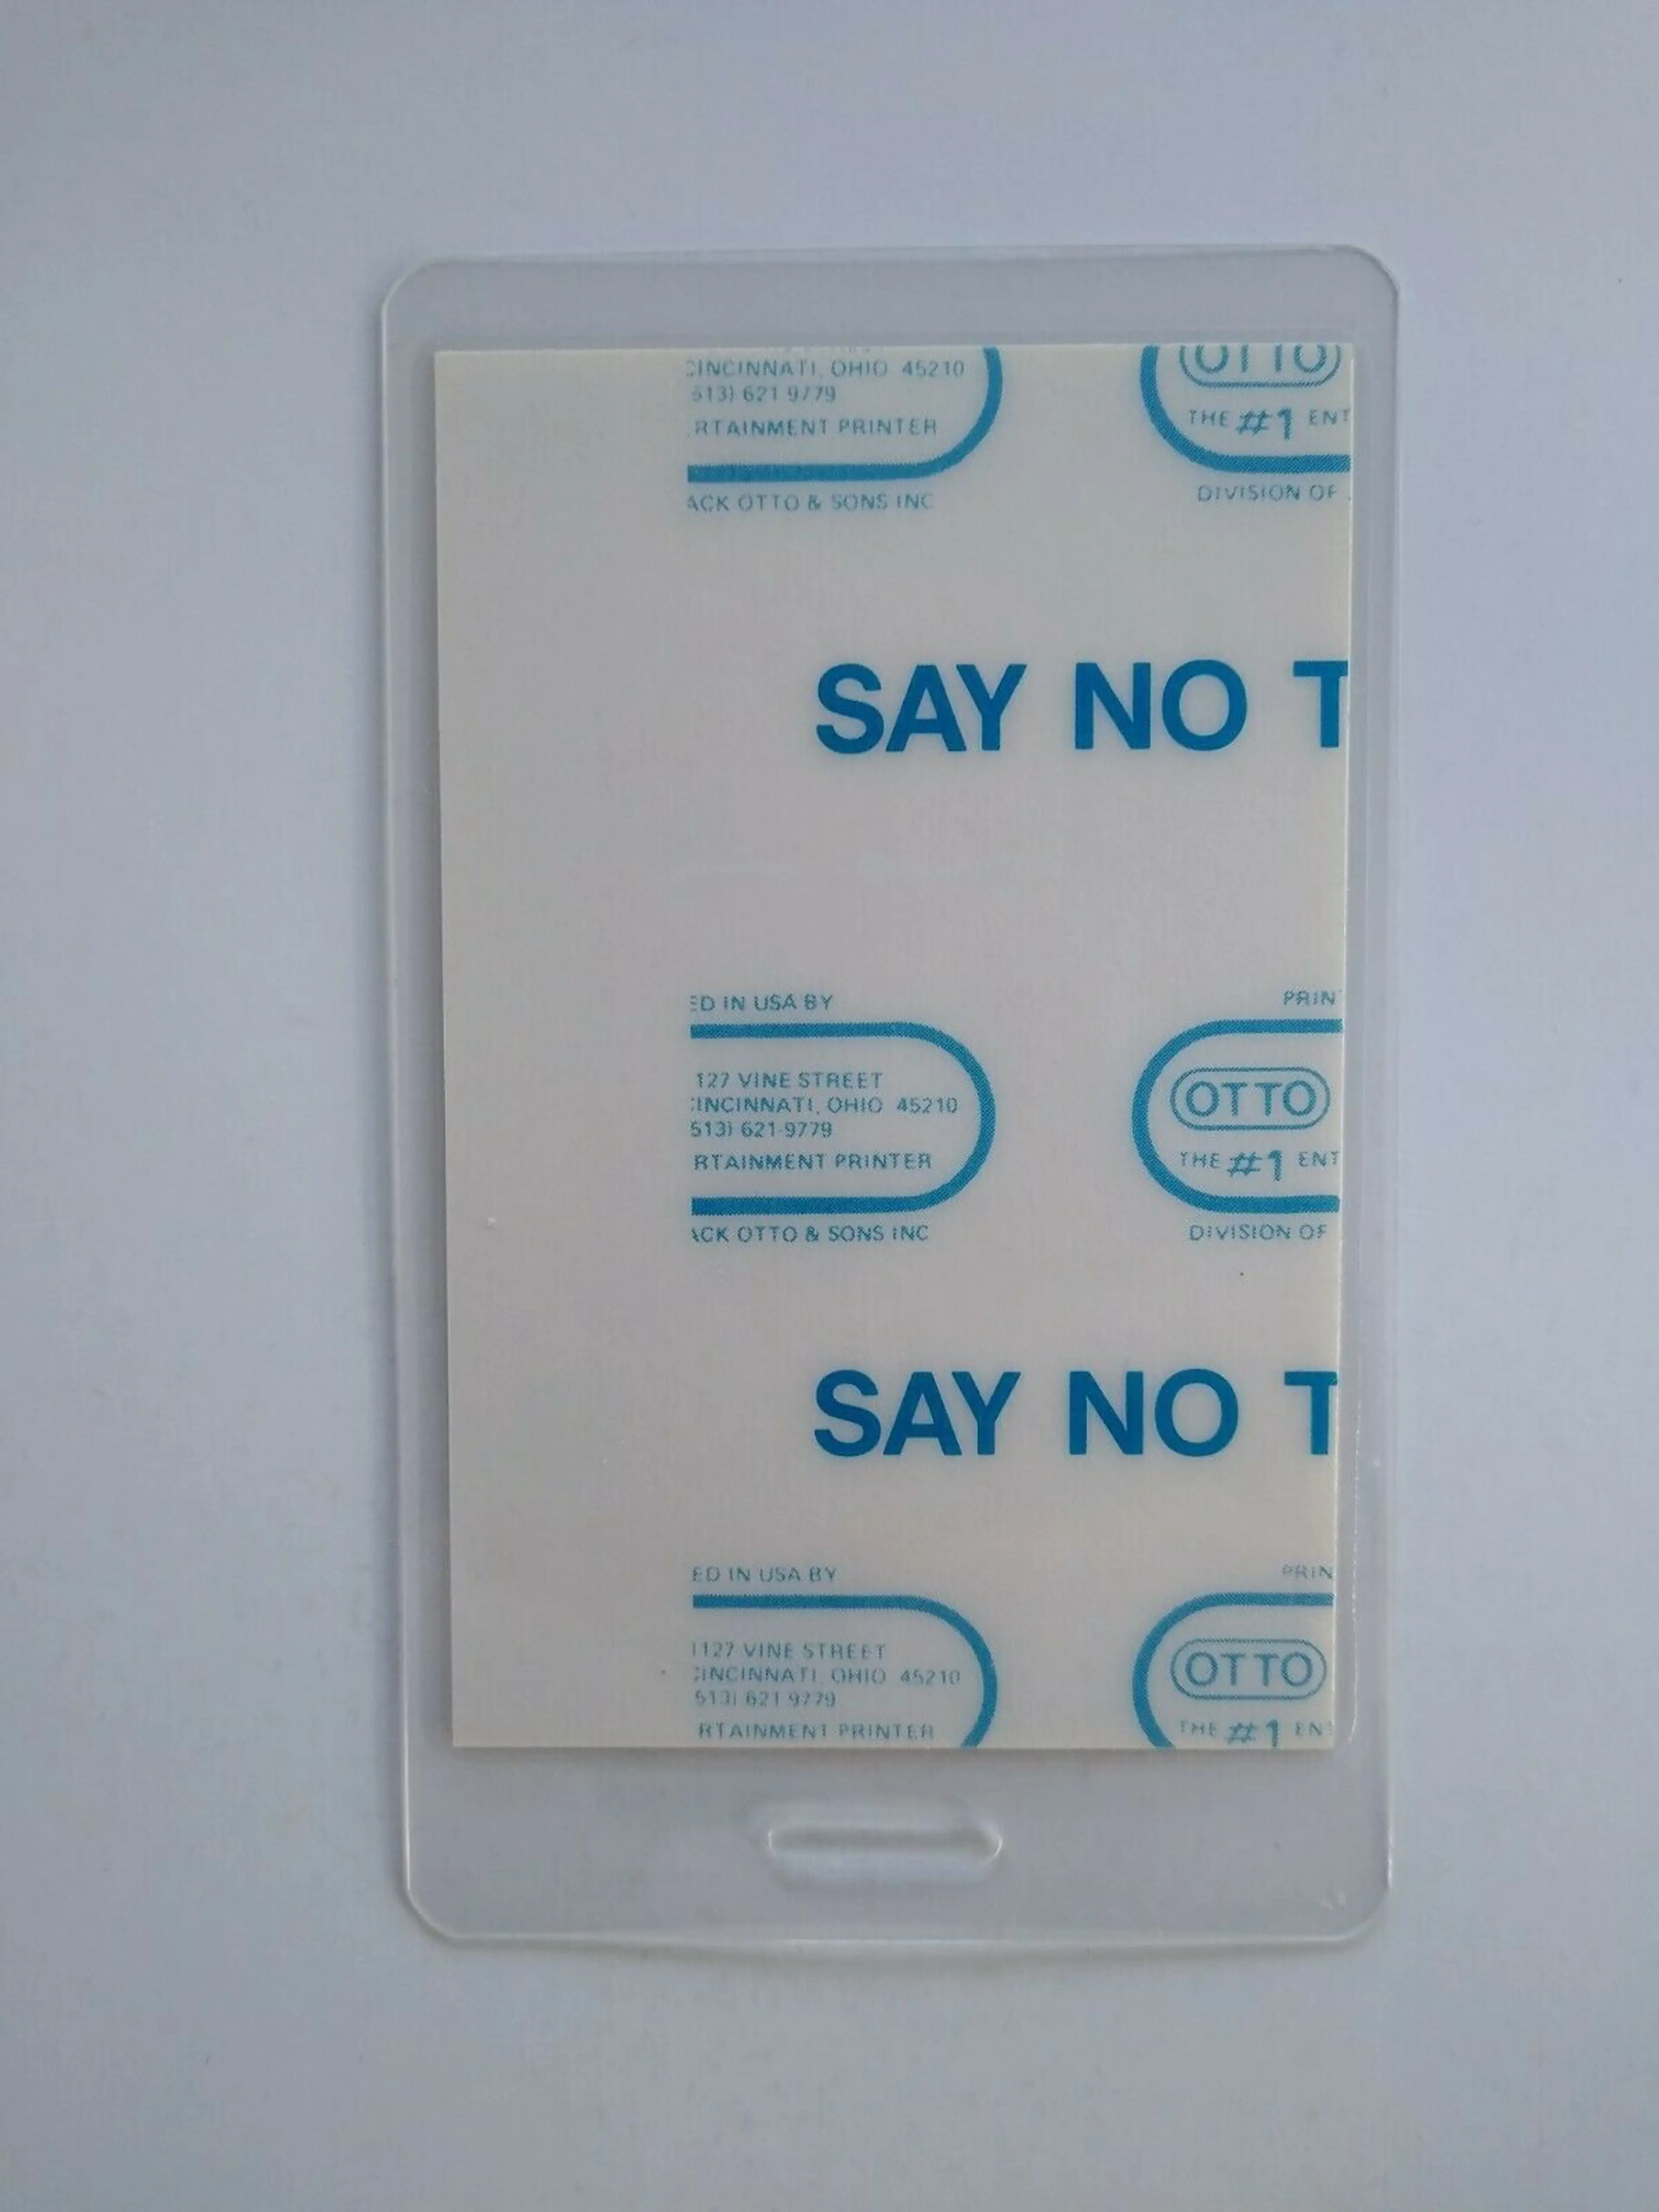 CINCINNATI, OHIO 45210
513) 621-9779
RTAINMENT PRINTER
ACK OTTO & SONS INC
OTTO
THE #1 ENT
DIVISION OF
SAY NO T
ED IN USA BY
127 VINE STREET
CINCINNATI, OHIO 45210
513) 621-9779
RTAINMENT PRINTER
ACK OTTO & SONS INC
PRIN
OTTO
THE #1 ENT
DIVISION OF
SAY NO T
ED IN USA BY
1127 VINE STREET
CINCINNATI, OHIO 45210
513) 621-9779
RTAINMENT PRINTER
PRIN
OTTO
THE #1 EN